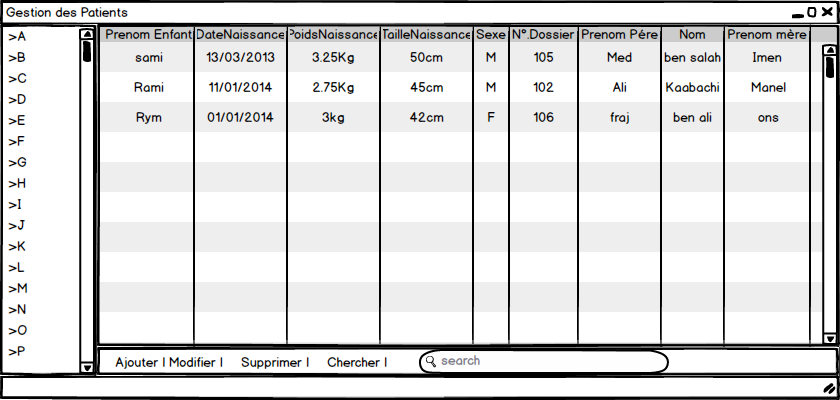 Gestion des Patients
>A
>B
>C
>D
>E
>F
>G
>H
>I
>J
>K
>L
>M
>N
>O
>P
Prenom Enfant DateNaissance PoidsNaissance TailleNaissance Sexe N°.Dossier Prenom Pére Nom Prenom mère
sami 13/03/2013 3.25Kg 50cm M 105 Med ben salah Imen
Rami 11/01/2014 2.75Kg 45cm M 102 Ali Kaabachi Manel
Rym 01/01/2014 3kg 42cm F 106 fraj ben ali ons
Ajouter | Modifier | Supprimer | Chercher | search